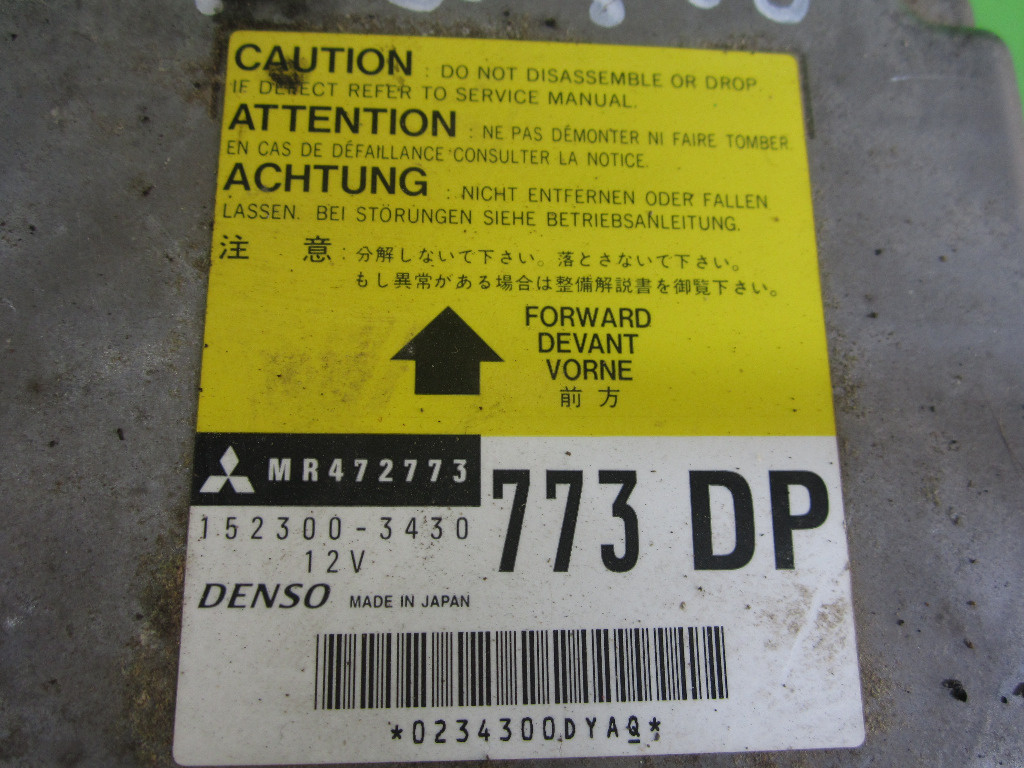 CAUTION : DO NOT DISASSEMBLE OR DROP.
IF DEFECT REFER TO SERVICE MANUAL.
ATTENTION : NE PAS DÉMONTER NI FAIRE TOMBER.
EN CAS DE DÉFAILLANCE CONSULTER LA NOTICE.
ACHTUNG : NICHT ENTFERNEN ODER FALLEN
LASSEN. BEI STÖRUNGEN SIEHE BETRIEBSANLEITUNG.
注 意 : 分解しないで下さい。落とさないで下さい。
もし異常がある場合は整備解説書を御覧下さい。
FORWARD
DEVANT
VORNE
前方
MR472773
773 DP
152300-3430
12V
DENSO MADE IN JAPAN
*0234300DYAQ*